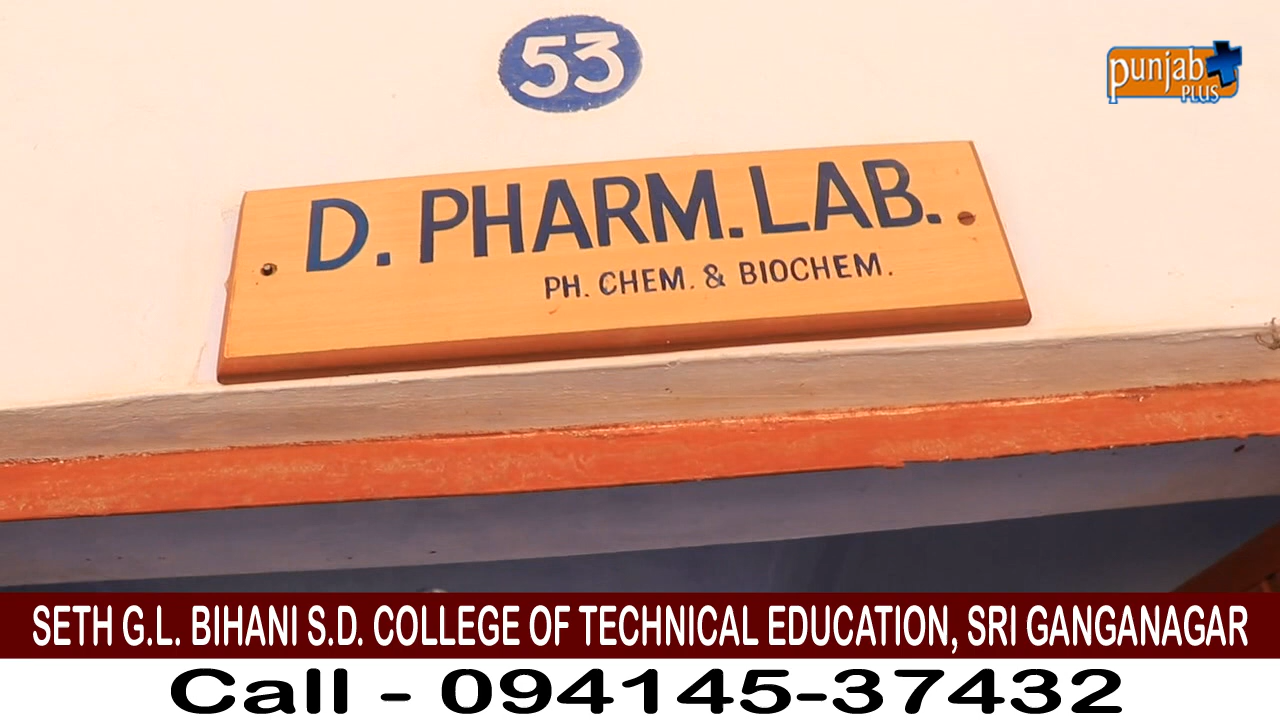 53
punjab
PLUS
D. PHARM. LAB.
PH. CHEM. & BIOCHEM.
SETH G.L. BIHANI S.D. COLLEGE OF TECHNICAL EDUCATION, SRI GANGANAGAR
Call - 094145-37432